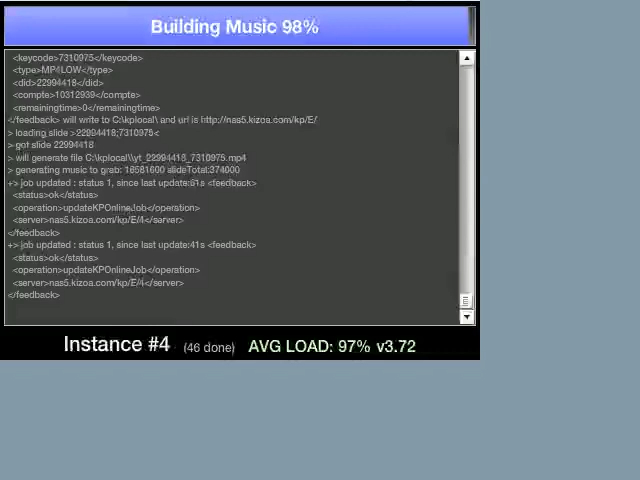 Building Music 98%
<keycode>7310975</keycode>
<type>MP4LOW</type>
<did>22994418</did>
<compte>10312939</compte>
<remainingtime>0</remainingtime>
</feedback> will write to C:\kplocal\ and url is http://nas5.kizoa.com/kp/E/
> loading slide >22994418;7310975<
> got slide 22994418
> will generate file C:\kplocal\\yt_22994418_7310975.mp4
> generating music to grab: 16581600 slideTotal:374000
+> job updated : status 1, since last update:61s <feedback>
<status>ok</status>
<operation>updateKPOnlineJob</operation>
<server>nas5.kizoa.com/kp/E/4</server>
</feedback>
+> job updated : status 1, since last update:41s <feedback>
<status>ok</status>
<operation>updateKPOnlineJob</operation>
<server>nas5.kizoa.com/kp/E/4</server>
</feedback>
Instance #4 (46 done) AVG LOAD: 97% v3.72